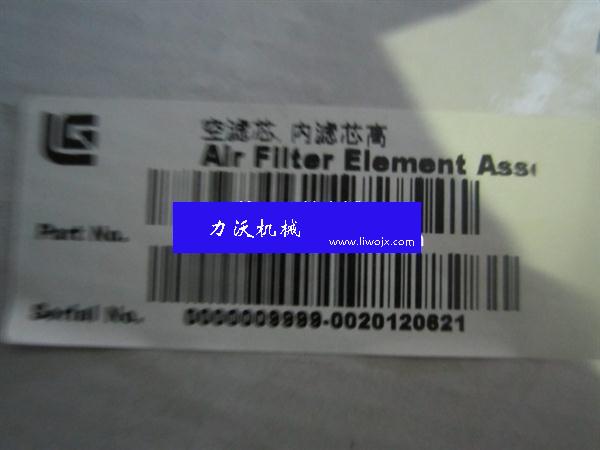 空滤芯、内滤芯高
Air Filter Element Asse
Part No.
力沃机械
www.liwojx.com
Serial No.
0000009999-0020120621